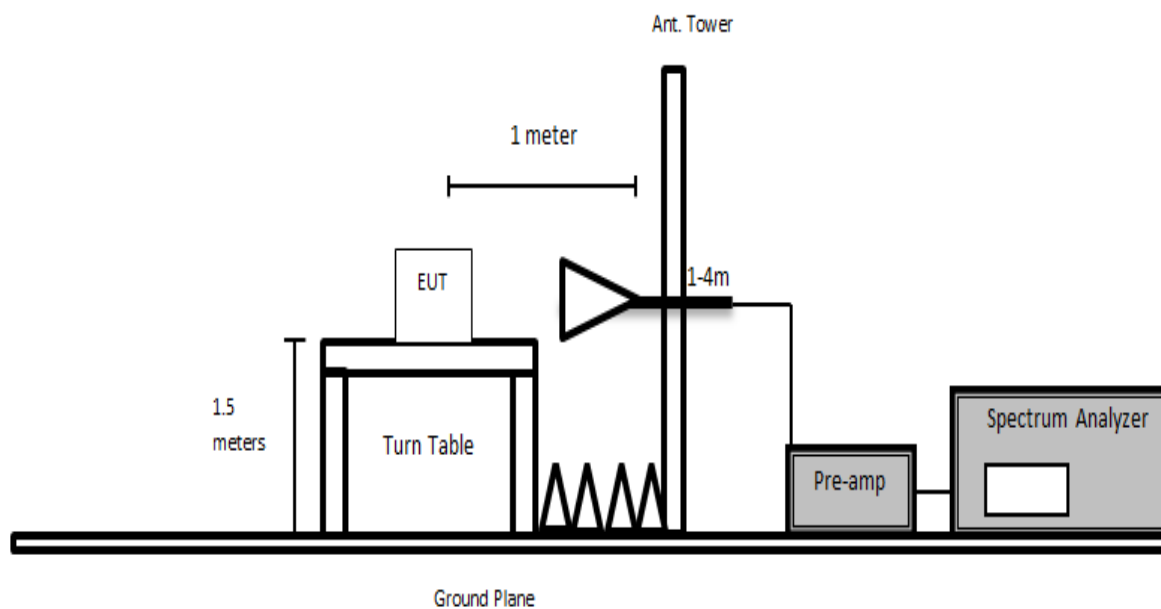 Ant. Tower
1 meter
EUT
1-4m
1.5
meters
Turn Table
Spectrum Analyzer
Pre-amp
Ground Plane